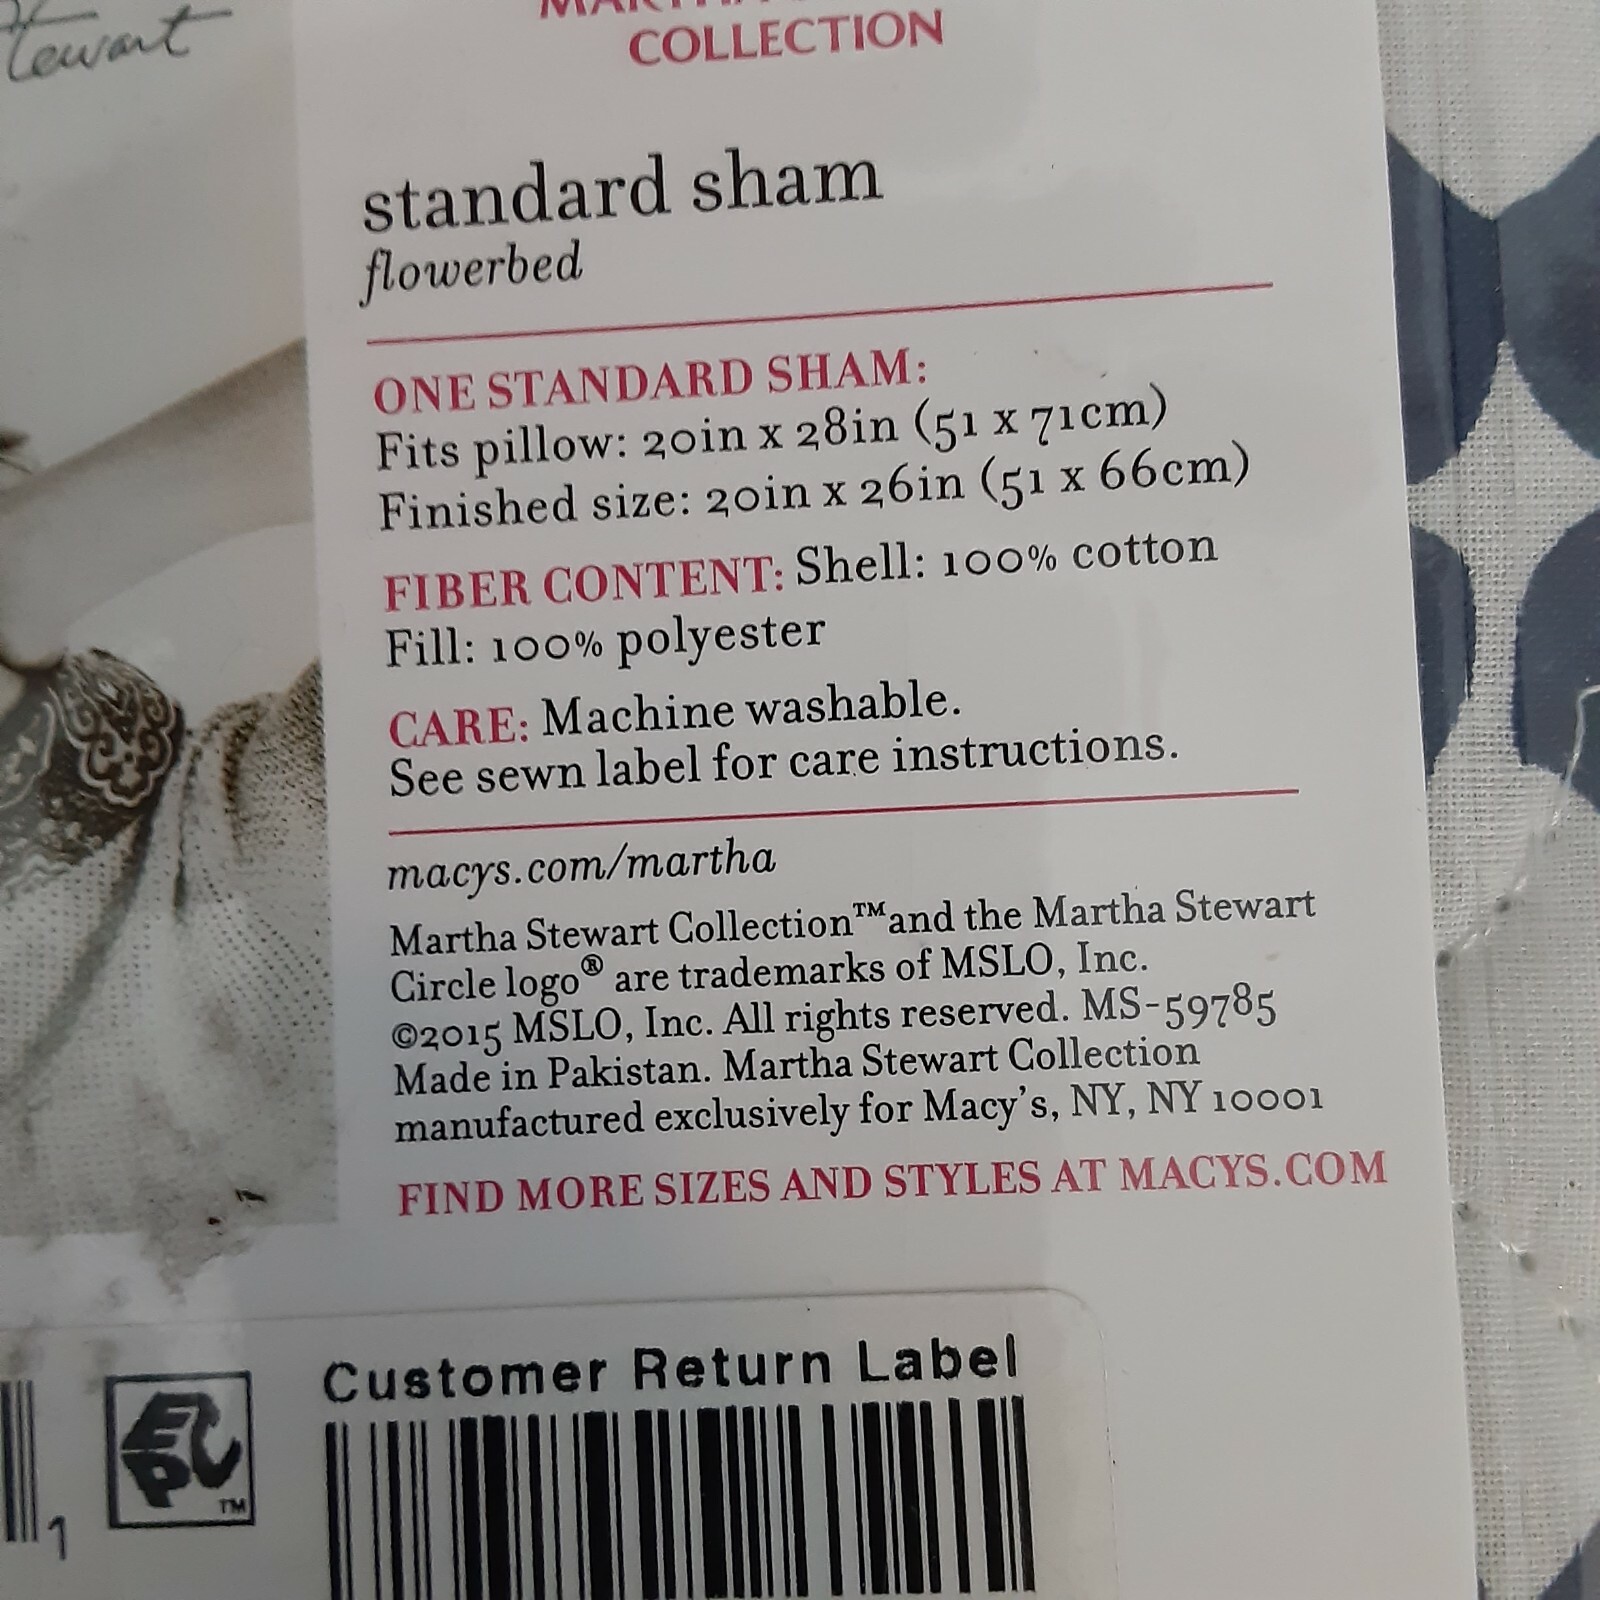 Stewart
COLLECTION
standard sham
flowerbed
ONE STANDARD SHAM:
Fits pillow: 20in x 28in (51 x 71cm)
Finished size: 20in x 26in (51 x 66cm)
FIBER CONTENT: Shell: 100% cotton
Fill: 100% polyester
CARE: Machine washable.
See sewn label for care instructions.
macys.com/martha
Martha Stewart Collection™ and the Martha Stewart
Circle logo® are trademarks of MSLO, Inc.
©2015 MSLO, Inc. All rights reserved. MS-59785
Made in Pakistan. Martha Stewart Collection
manufactured exclusively for Macy's, NY, NY 10001
FIND MORE SIZES AND STYLES AT MACYS.COM
Customer Return Label
1
TM